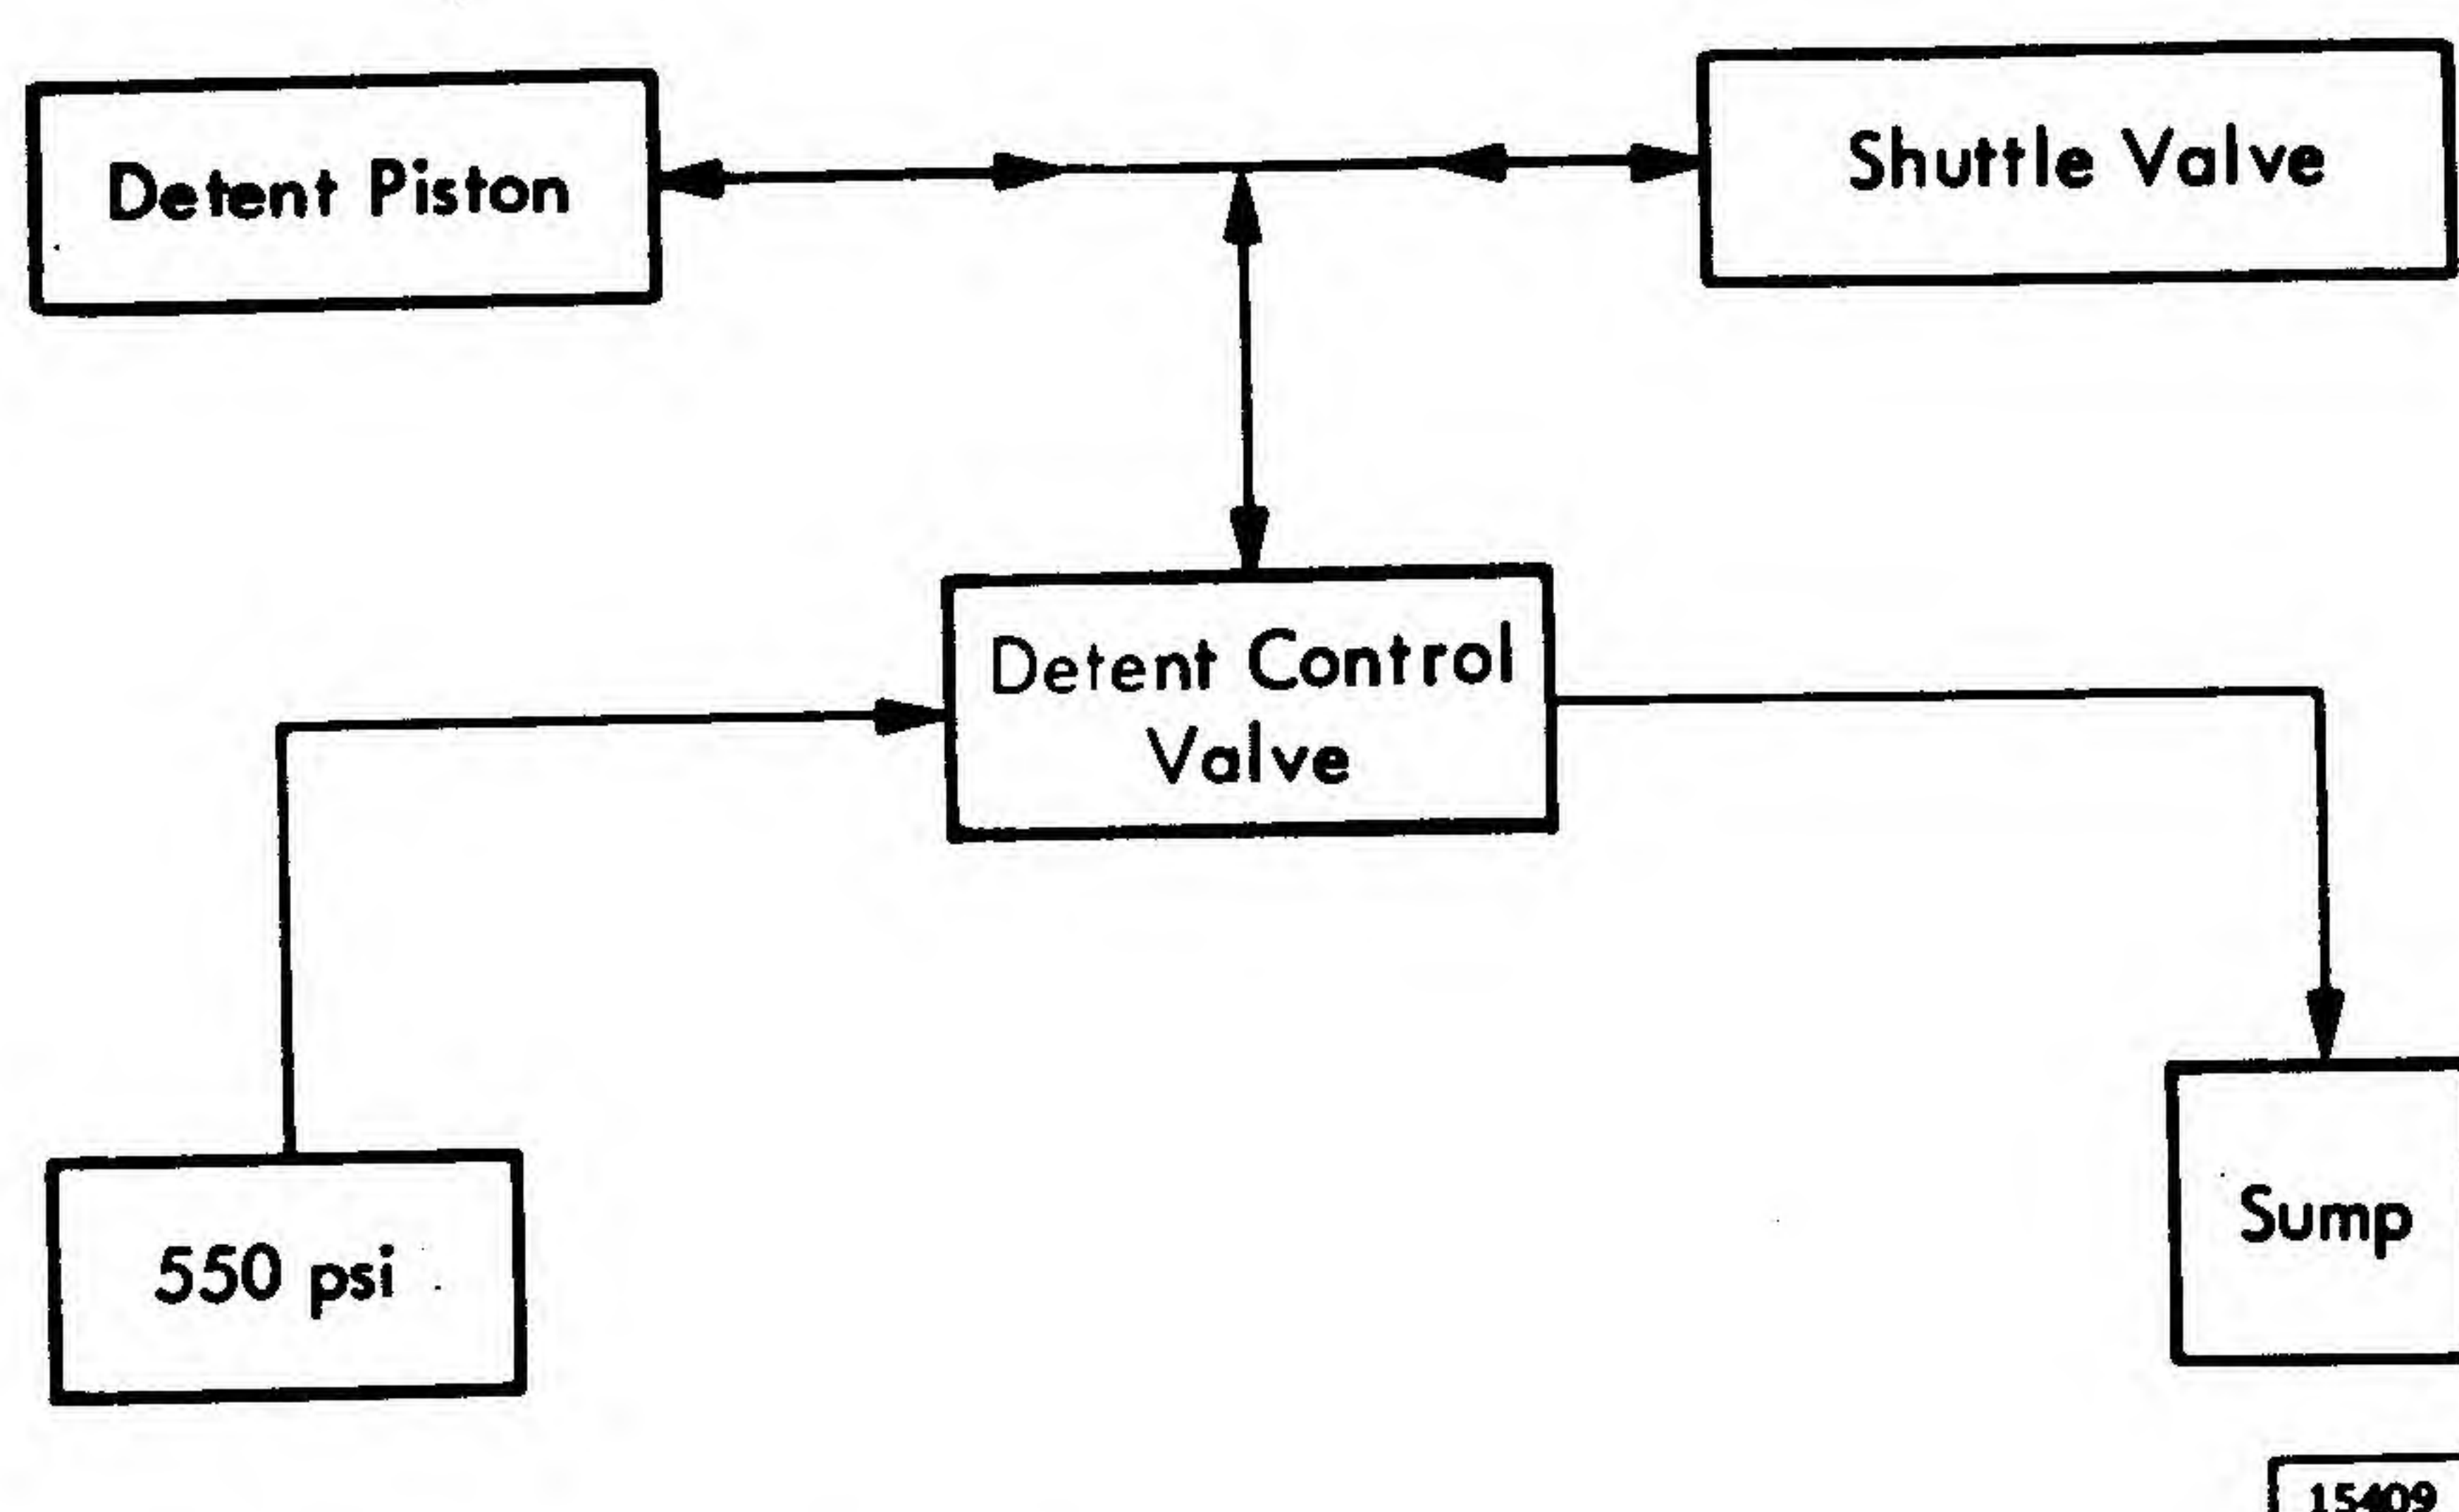 Detent Piston
Shuttle Valve
Detent Control
Valve
550 psi
Sump
15409